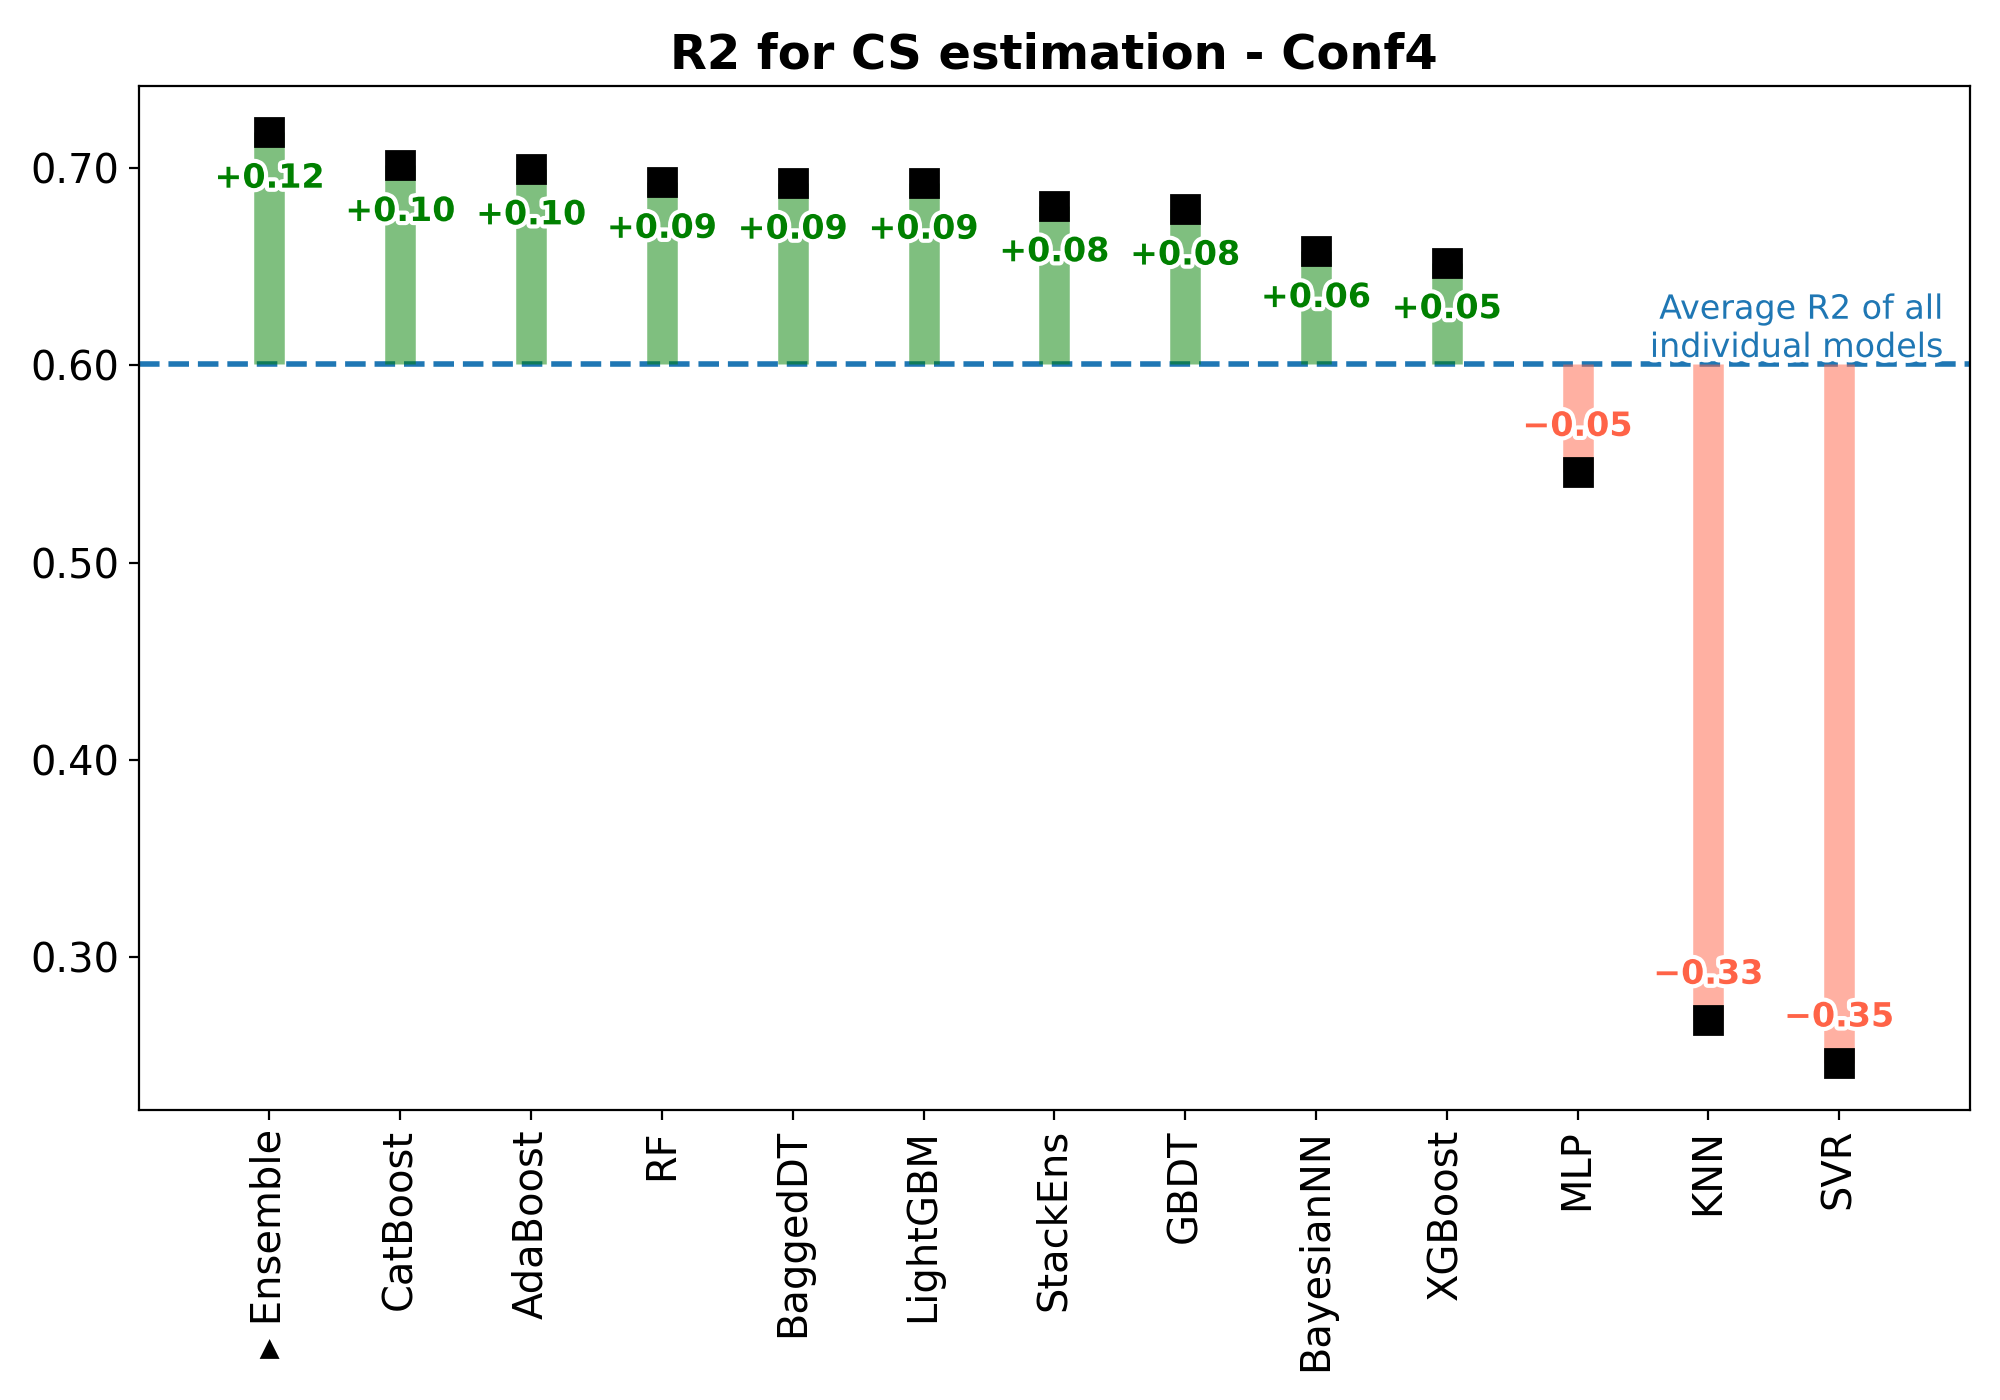 R2 for CS estimation - Conf4
0.70
0.60
0.50
0.40
0.30
+0.12
+0.10
+0.10
+0.09
+0.09
+0.09
+0.08
+0.08
+0.06
+0.05
−0.05
−0.33
−0.35
Average R2 of all
individual models
► Ensemble
CatBoost
AdaBoost
RF
BaggedDT
LightGBM
StackEns
GBDT
BayesianNN
XGBoost
MLP
KNN
SVR